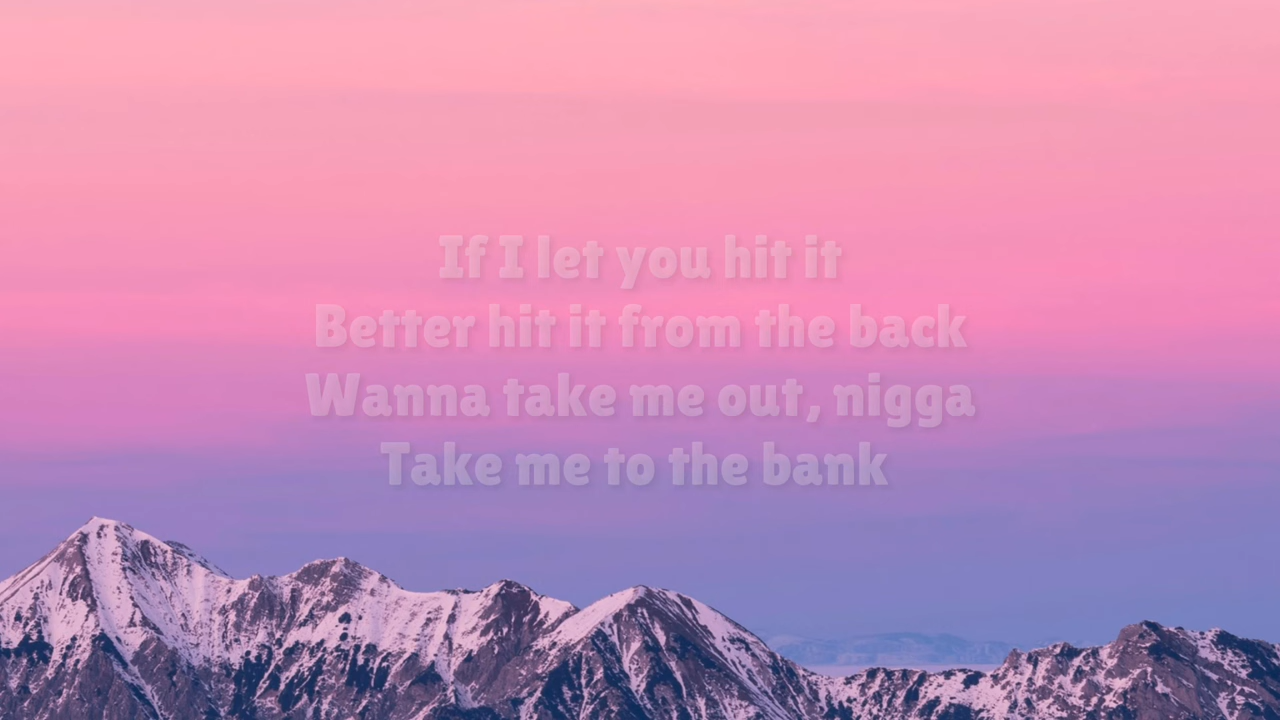 If I let you hit it
Better hit it from the back
Wanna take me out, nigga
Take me to the bank